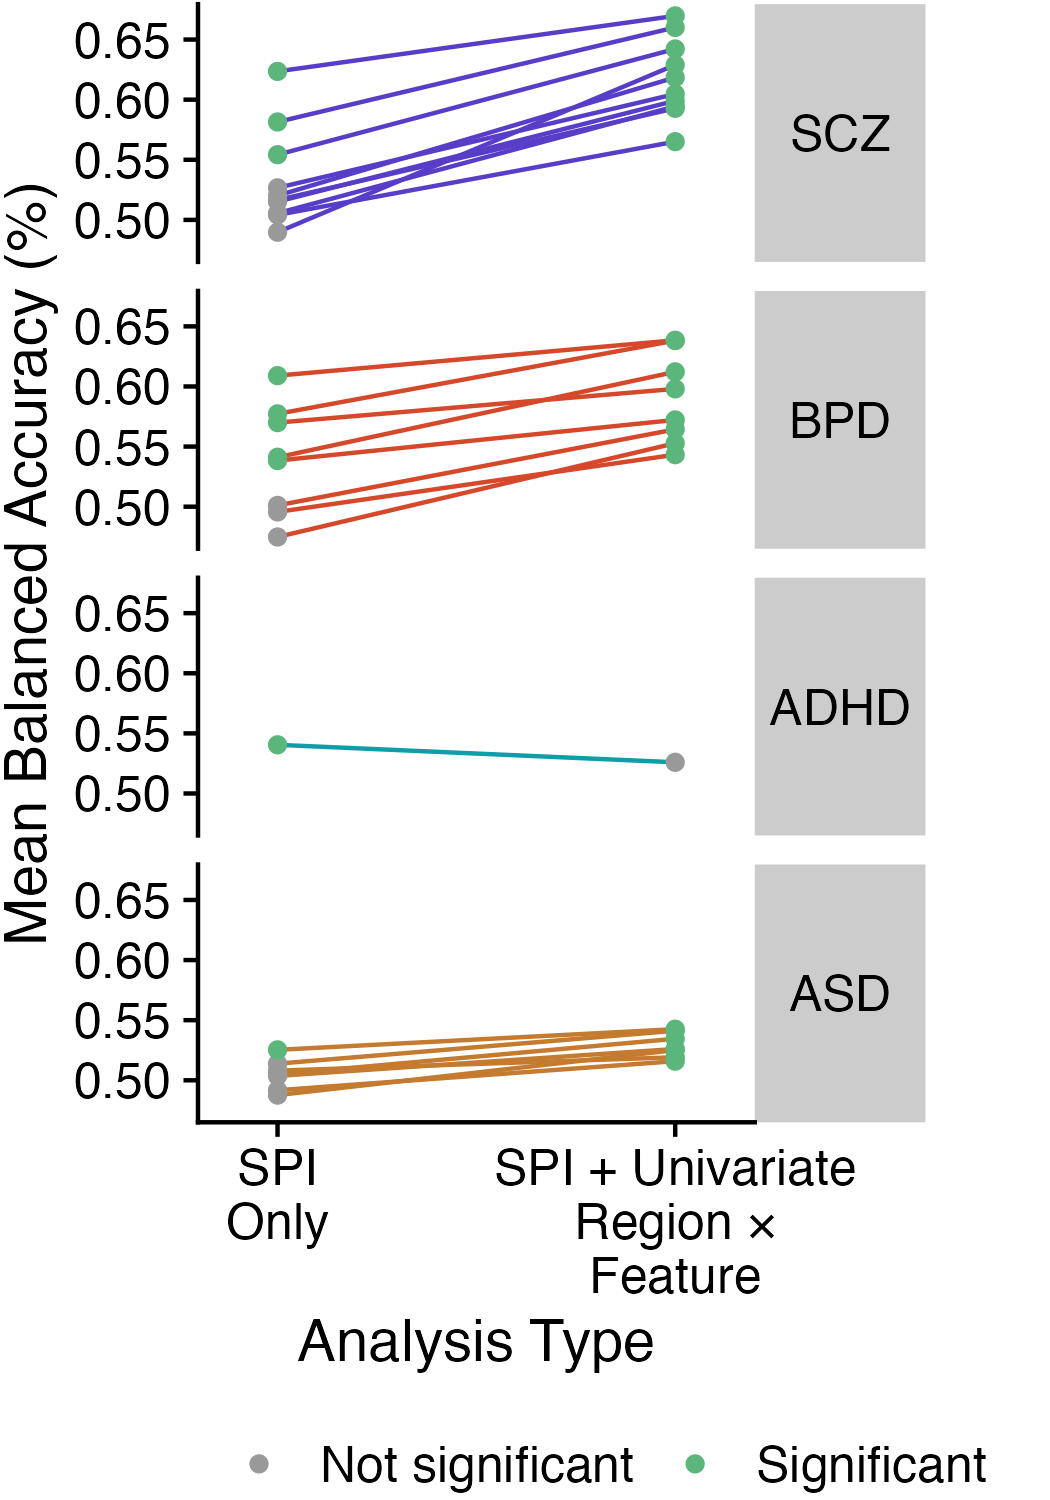 Mean Balanced Accuracy (%)
0.65
0.60
0.55
0.50
SCZ
0.65
0.60
0.55
0.50
BPD
0.65
0.60
0.55
0.50
ADHD
0.65
0.60
0.55
0.50
ASD
SPI
Only
SPI + Univariate
Region ×
Feature
Analysis Type
Not significant
Significant